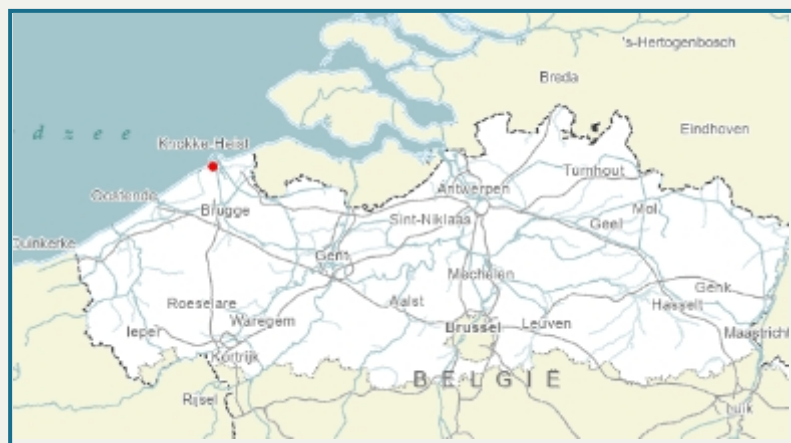 's-Hertogenbosch
Breda
Eindhoven
d z e e
Knokke-Heist
Turnhout
Antwerpen
Oostende
Mol
Brugge
Sint-Niklaas
Geel
Duinkerke
Gent
Mechelen
Genk
Roeselare
Aalst
Hasselt
Ieper
Waregem
Brussel
Leuven
Maastricht
Kortrijk
BELGIË
Rijsel
Luik